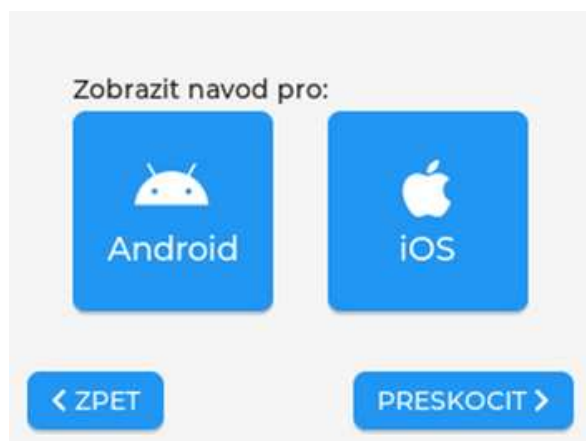 Zobrazit navod pro:
Android
iOS
ZPET
PRESKOCIT